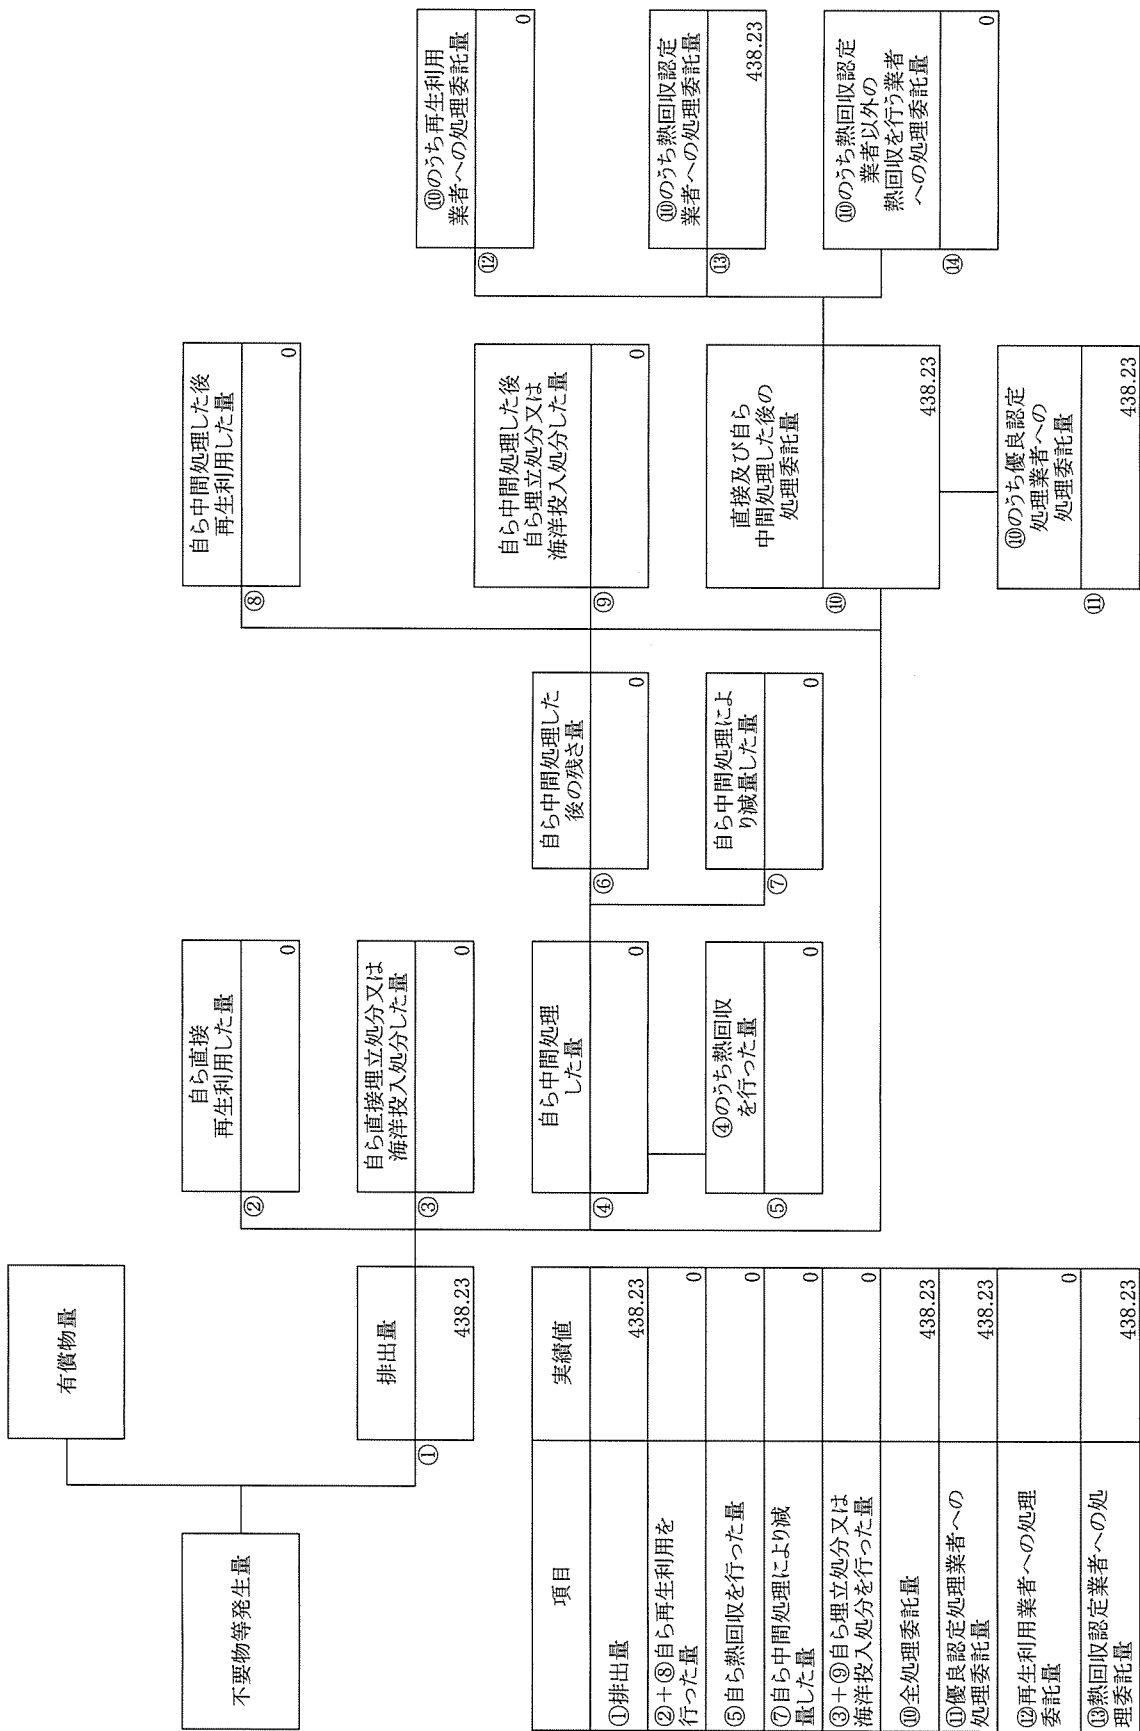 不要物等発生量
有償物量
①
排出量
438.23
②
自ら直接
再生利用した量
0
③
自ら直接埋立処分又は
海洋投入処分した量
0
④
自ら中間処理
した量
0
⑤
④のうち熱回収
を行った量
0
⑥
自ら中間処理した
後の残さ量
0
⑦
自ら中間処理によ
り減量した量
0
⑧
自ら中間処理した後
再生利用した量
0
⑨
自ら中間処理した後
自ら埋立処分又は
海洋投入処分した量
0
⑩
直接及び自ら
中間処理した後の
処理委託量
438.23
⑪
⑩のうち優良認定
処理業者への
処理委託量
438.23
⑫
⑩のうち再生利用
業者への処理委託量
0
⑬
⑩のうち熱回収認定
業者への処理委託量
438.23
⑭
⑩のうち熱回収認定
業者以外の
熱回収を行う業者
への処理委託量
0
項目
実績値
①排出量
438.23
②+⑧自ら再生利用を
行った量
0
⑤自ら熱回収を行った量
0
⑦自ら中間処理により減
量した量
0
③+⑨自ら埋立処分又は
海洋投入処分を行った量
0
⑩全処理委託量
438.23
⑪優良認定処理業者への
処理委託量
438.23
⑫再生利用業者への処理
委託量
0
⑬熱回収認定業者への処
理委託量
438.23